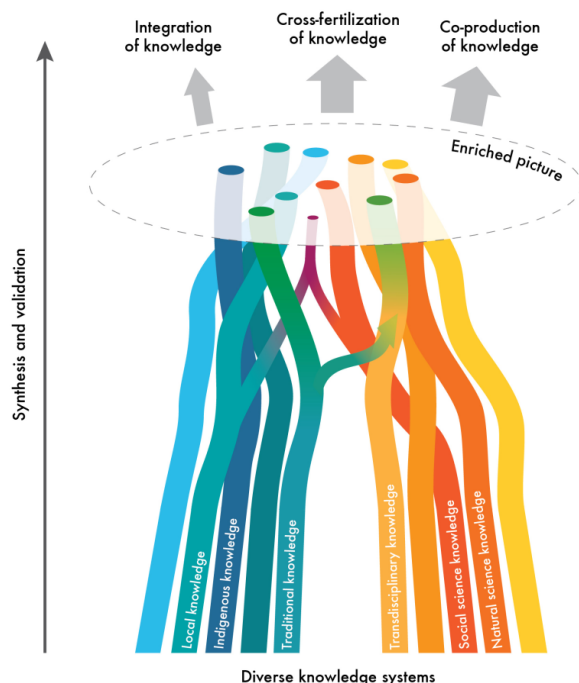 Integration
of knowledge
Cross-fertilization
of knowledge
Co-production
of knowledge
Enriched picture
Synthesis and validation
Local knowledge
Indigenous knowledge
Traditional knowledge
Transdisciplinary knowledge
Social science knowledge
Natural science knowledge
Diverse knowledge systems